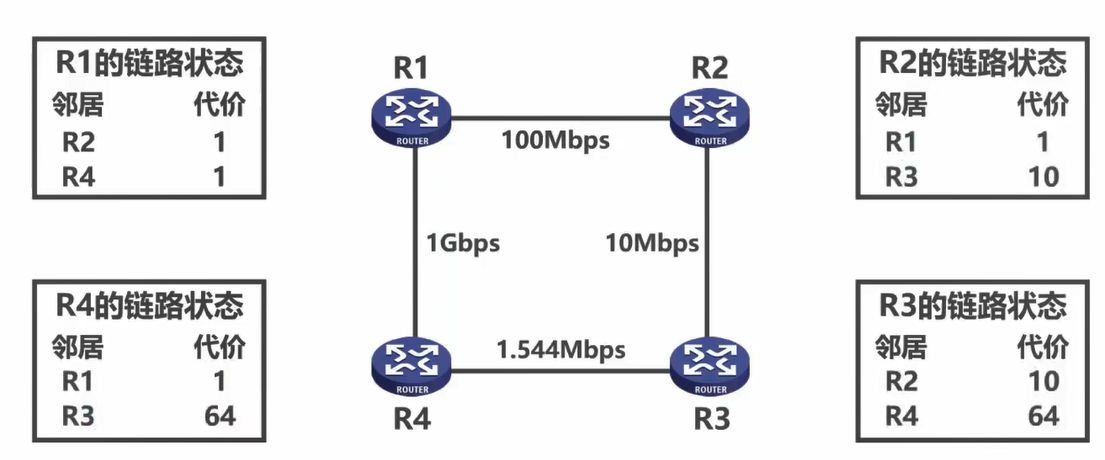 R1的链路状态
邻居 代价
R2 1
R4 1
R1
ROUTER
100Mbps
R2
ROUTER
R2的链路状态
邻居 代价
R1 1
R3 10
1Gbps
10Mbps
R4的链路状态
邻居 代价
R1 1
R3 64
ROUTER
R4
1.544Mbps
ROUTER
R3
R3的链路状态
邻居 代价
R2 10
R4 64